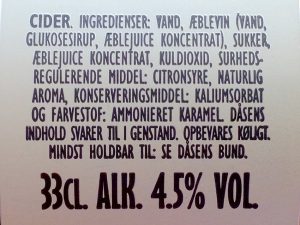 CIDER. INGREDIENSER: VAND, ÆBLEVIN (VAND,
GLUKOSESIRUP, ÆBLEJUICE KONCENTRAT), SUKKER,
ÆBLEJUICE KONCENTRAT, KULDIOXID, SURHEDS-
REGULERENDE MIDDEL: CITRONSYRE, NATURLIG
AROMA, KONSERVERINGSMIDDEL: KALIUMSORBAT
OG FARVESTOF: AMMONIERET KARAMEL. DÅSENS
INDHOLD SVARER TIL 1 GENSTAND. OPBEVARES KØLIGT.
MINDST HOLDBAR TIL: SE DÅSENS BUND.
33CL. ALK. 4.5% VOL.